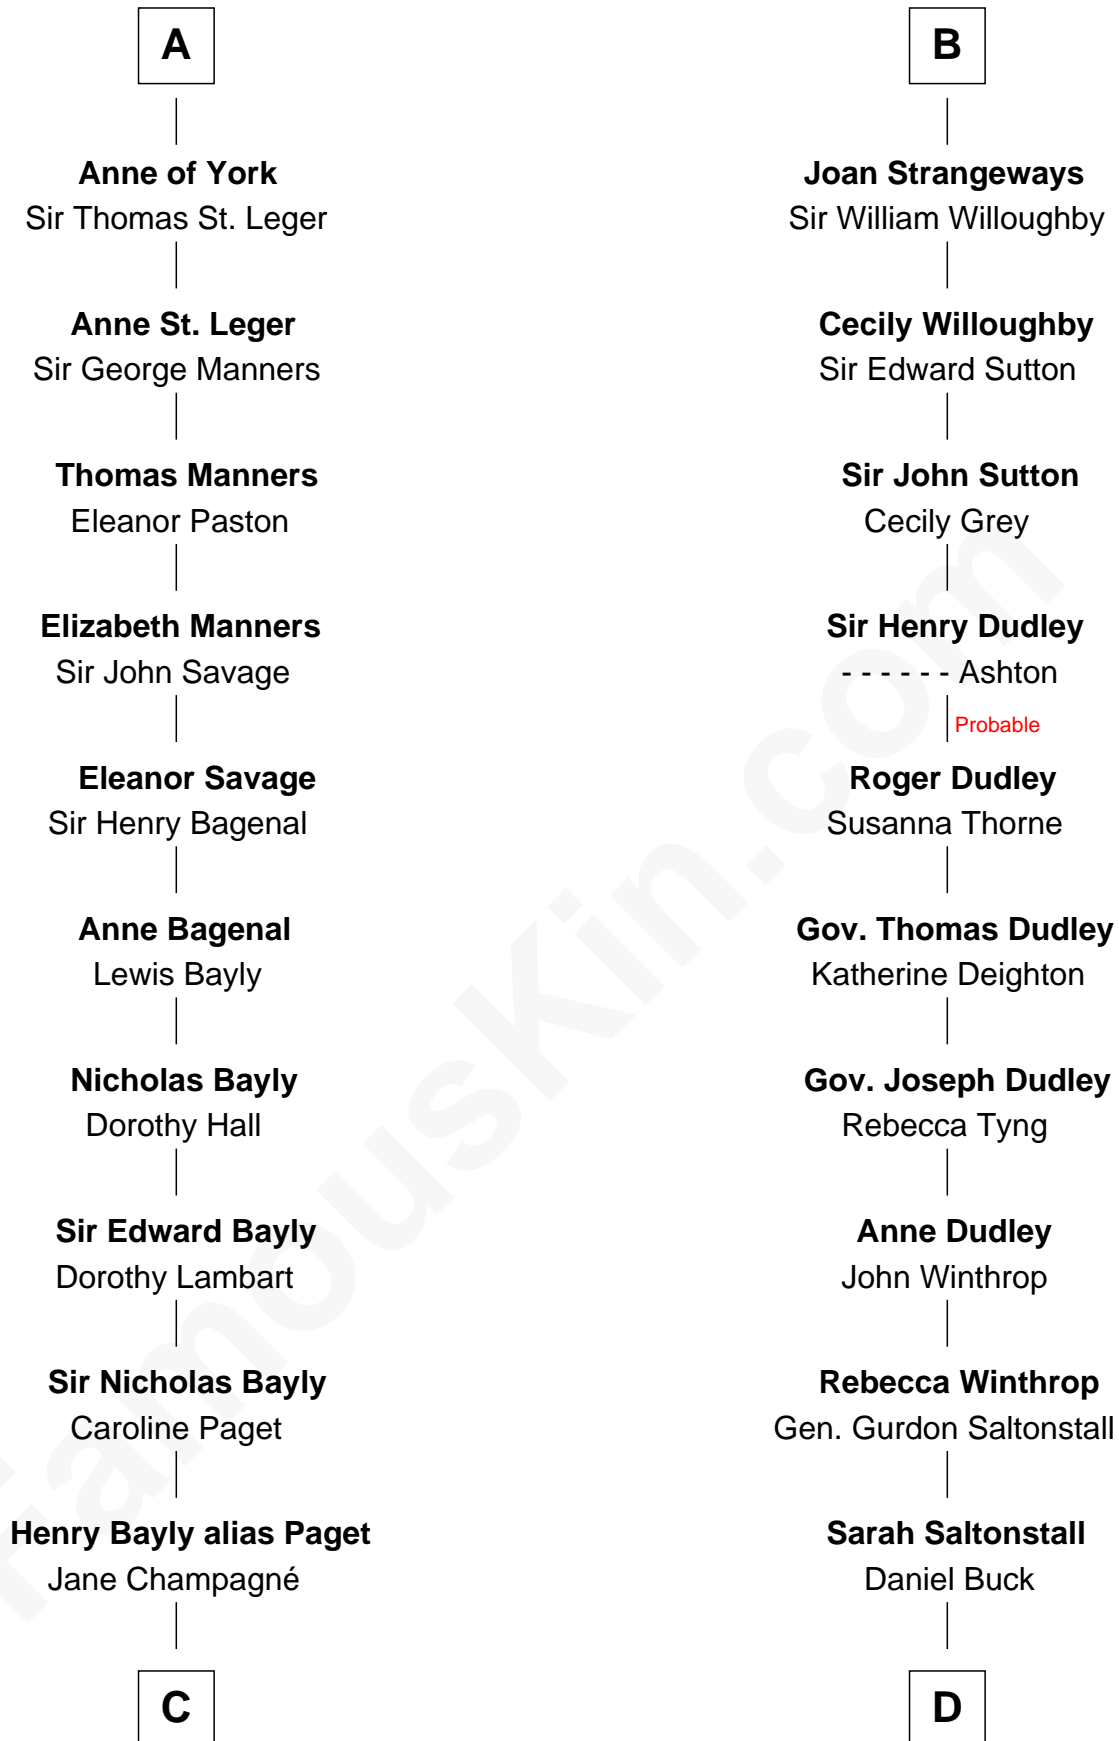 A
Anne of York
Sir Thomas St. Leger
Anne St. Leger
Sir George Manners
Thomas Manners
Eleanor Paston
Elizabeth Manners
Sir John Savage
Eleanor Savage
Sir Henry Bagenal
Anne Bagenal
Lewis Bayly
Nicholas Bayly
Dorothy Hall
Sir Edward Bayly
Dorothy Lambart
Sir Nicholas Bayly
Caroline Paget
Henry Bayly alias Paget
Jane Champagné
C
B
Joan Strangeways
Sir William Willoughby
Cecily Willoughby
Sir Edward Sutton
Sir John Sutton
Cecily Grey
Sir Henry Dudley
- - - - - - Ashton
Probable
Roger Dudley
Susanna Thorne
Gov. Thomas Dudley
Katherine Deighton
Gov. Joseph Dudley
Rebecca Tyng
Anne Dudley
John Winthrop
Rebecca Winthrop
Gen. Gurdon Saltonstall
Sarah Saltonstall
Daniel Buck
D
FamousKin.com